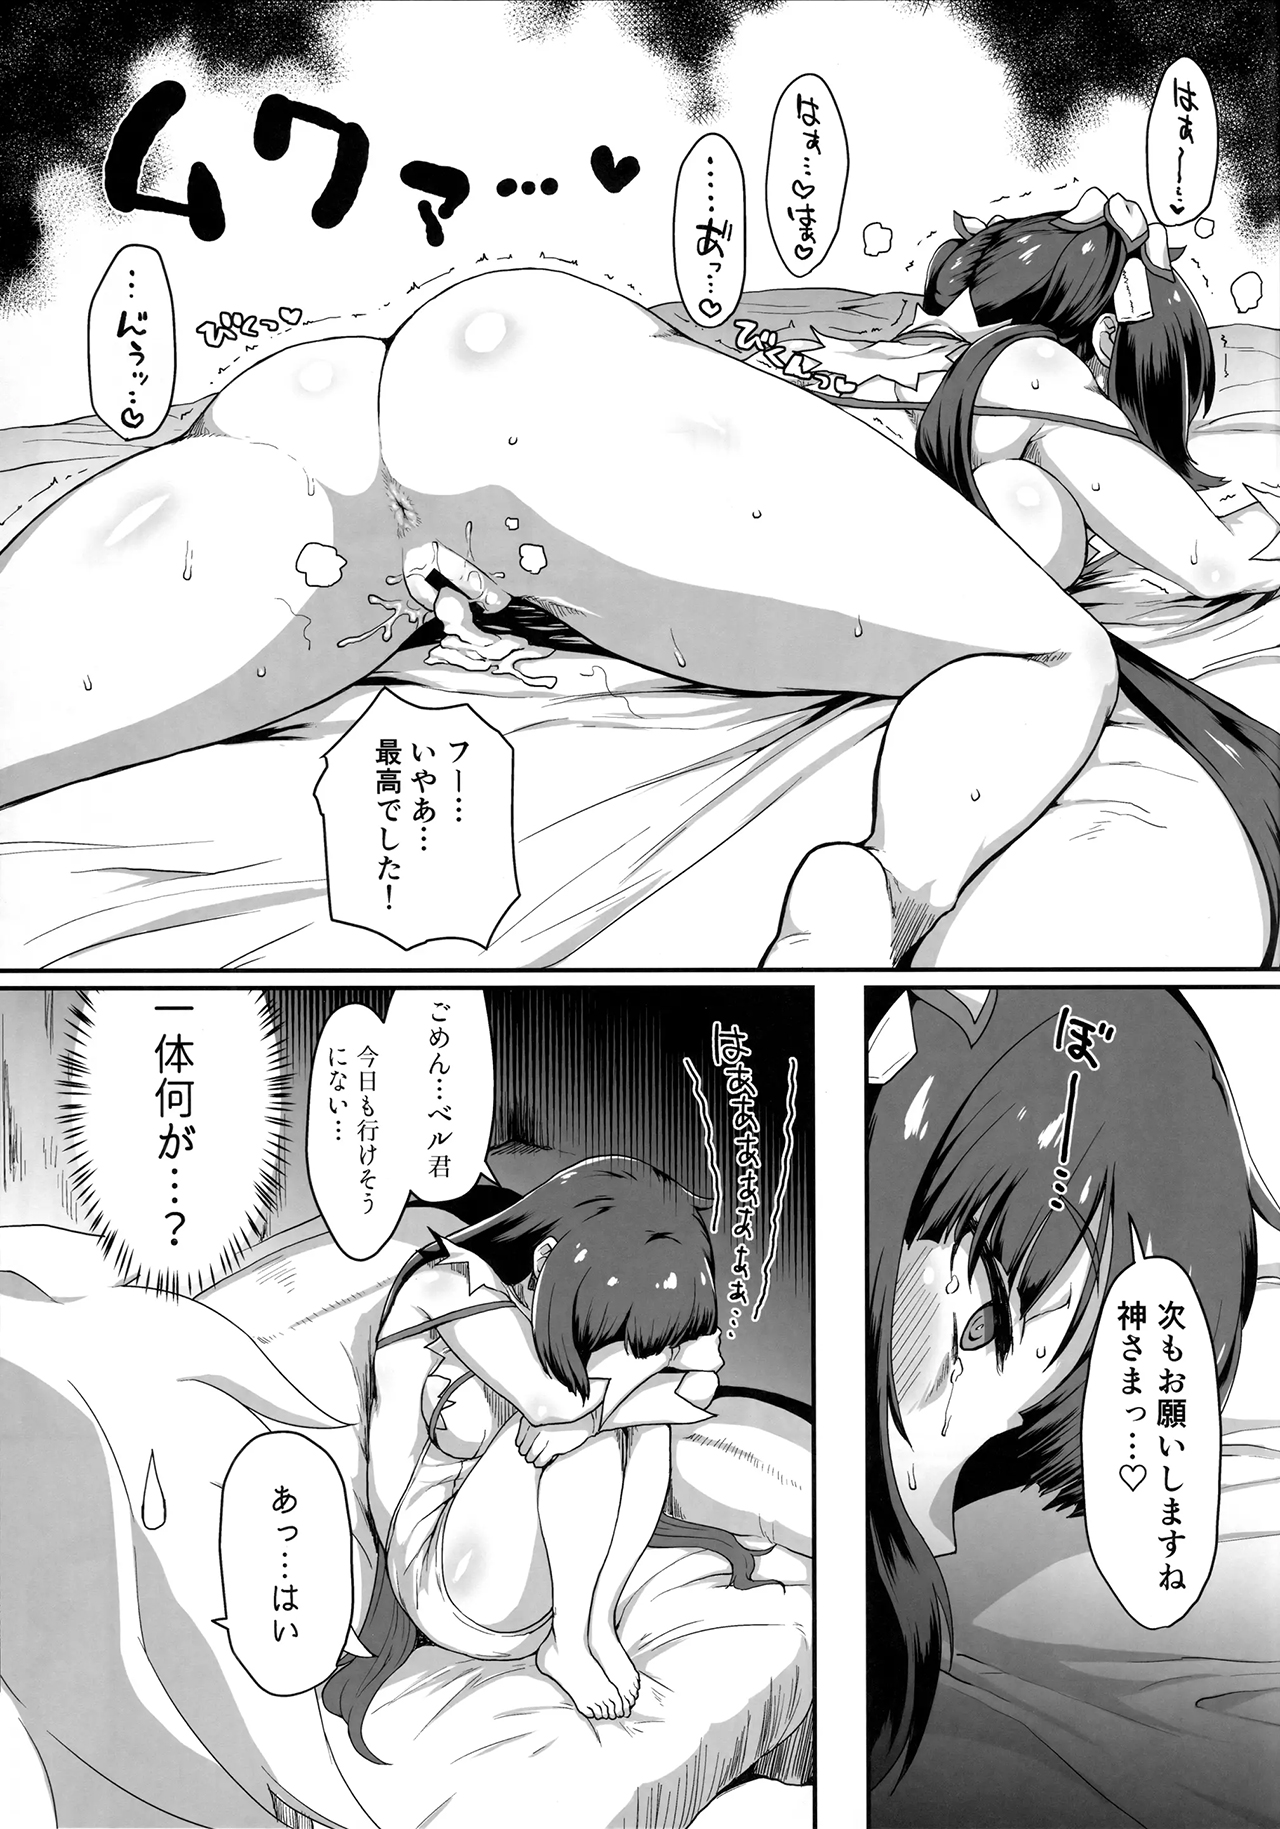 はぁ〜…♡
はぁ…♡はぁ♡
……あ゛っ…♡
ムワァ…♥
…んぅッ…♡
びくっ♡
びくんっ♡
フー…
いやあ…
最高でした！
ぼー…
次もお願いしますね
神さまっ…♡
はぁぁぁぁぁぁぁ…
ごめん…ベル君
今日も行けそう
にない…
一体何が…？
あっ…はい